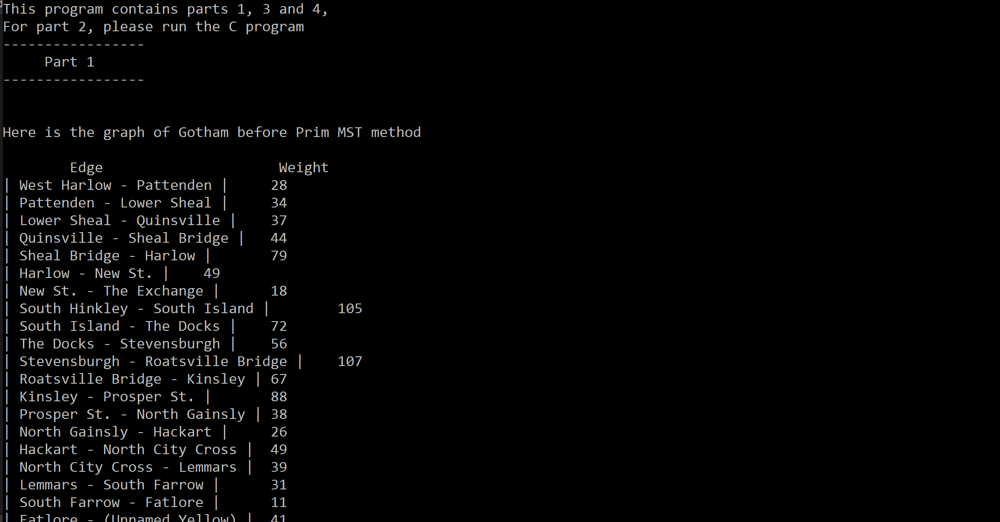 This program contains parts 1, 3 and 4,
For part 2, please run the C program
-----------------
     Part 1
-----------------
Here is the graph of Gotham before Prim MST method
        Edge                     Weight
| West Harlow - Pattenden |     28
| Pattenden - Lower Sheal |     34
| Lower Sheal - Quinsville |    37
| Quinsville - Sheal Bridge |   44
| Sheal Bridge - Harlow |       79
| Harlow - New St. |    49
| New St. - The Exchange |      18
| South Hinkley - South Island |        105
| South Island - The Docks |    72
| The Docks - Stevensburgh |    56
| Stevensburgh - Roatsville Bridge |    107
| Roatsville Bridge - Kinsley | 67
| Kinsley - Prosper St. |       88
| Prosper St. - North Gainsly | 38
| North Gainsly - Hackart |     26
| Hackart - North City Cross |  49
| North City Cross - Lemmars |  39
| Lemmars - South Farrow |      31
| South Farrow - Fatlore |      11
| Fatlore - (Unnamed Yellow) |  41